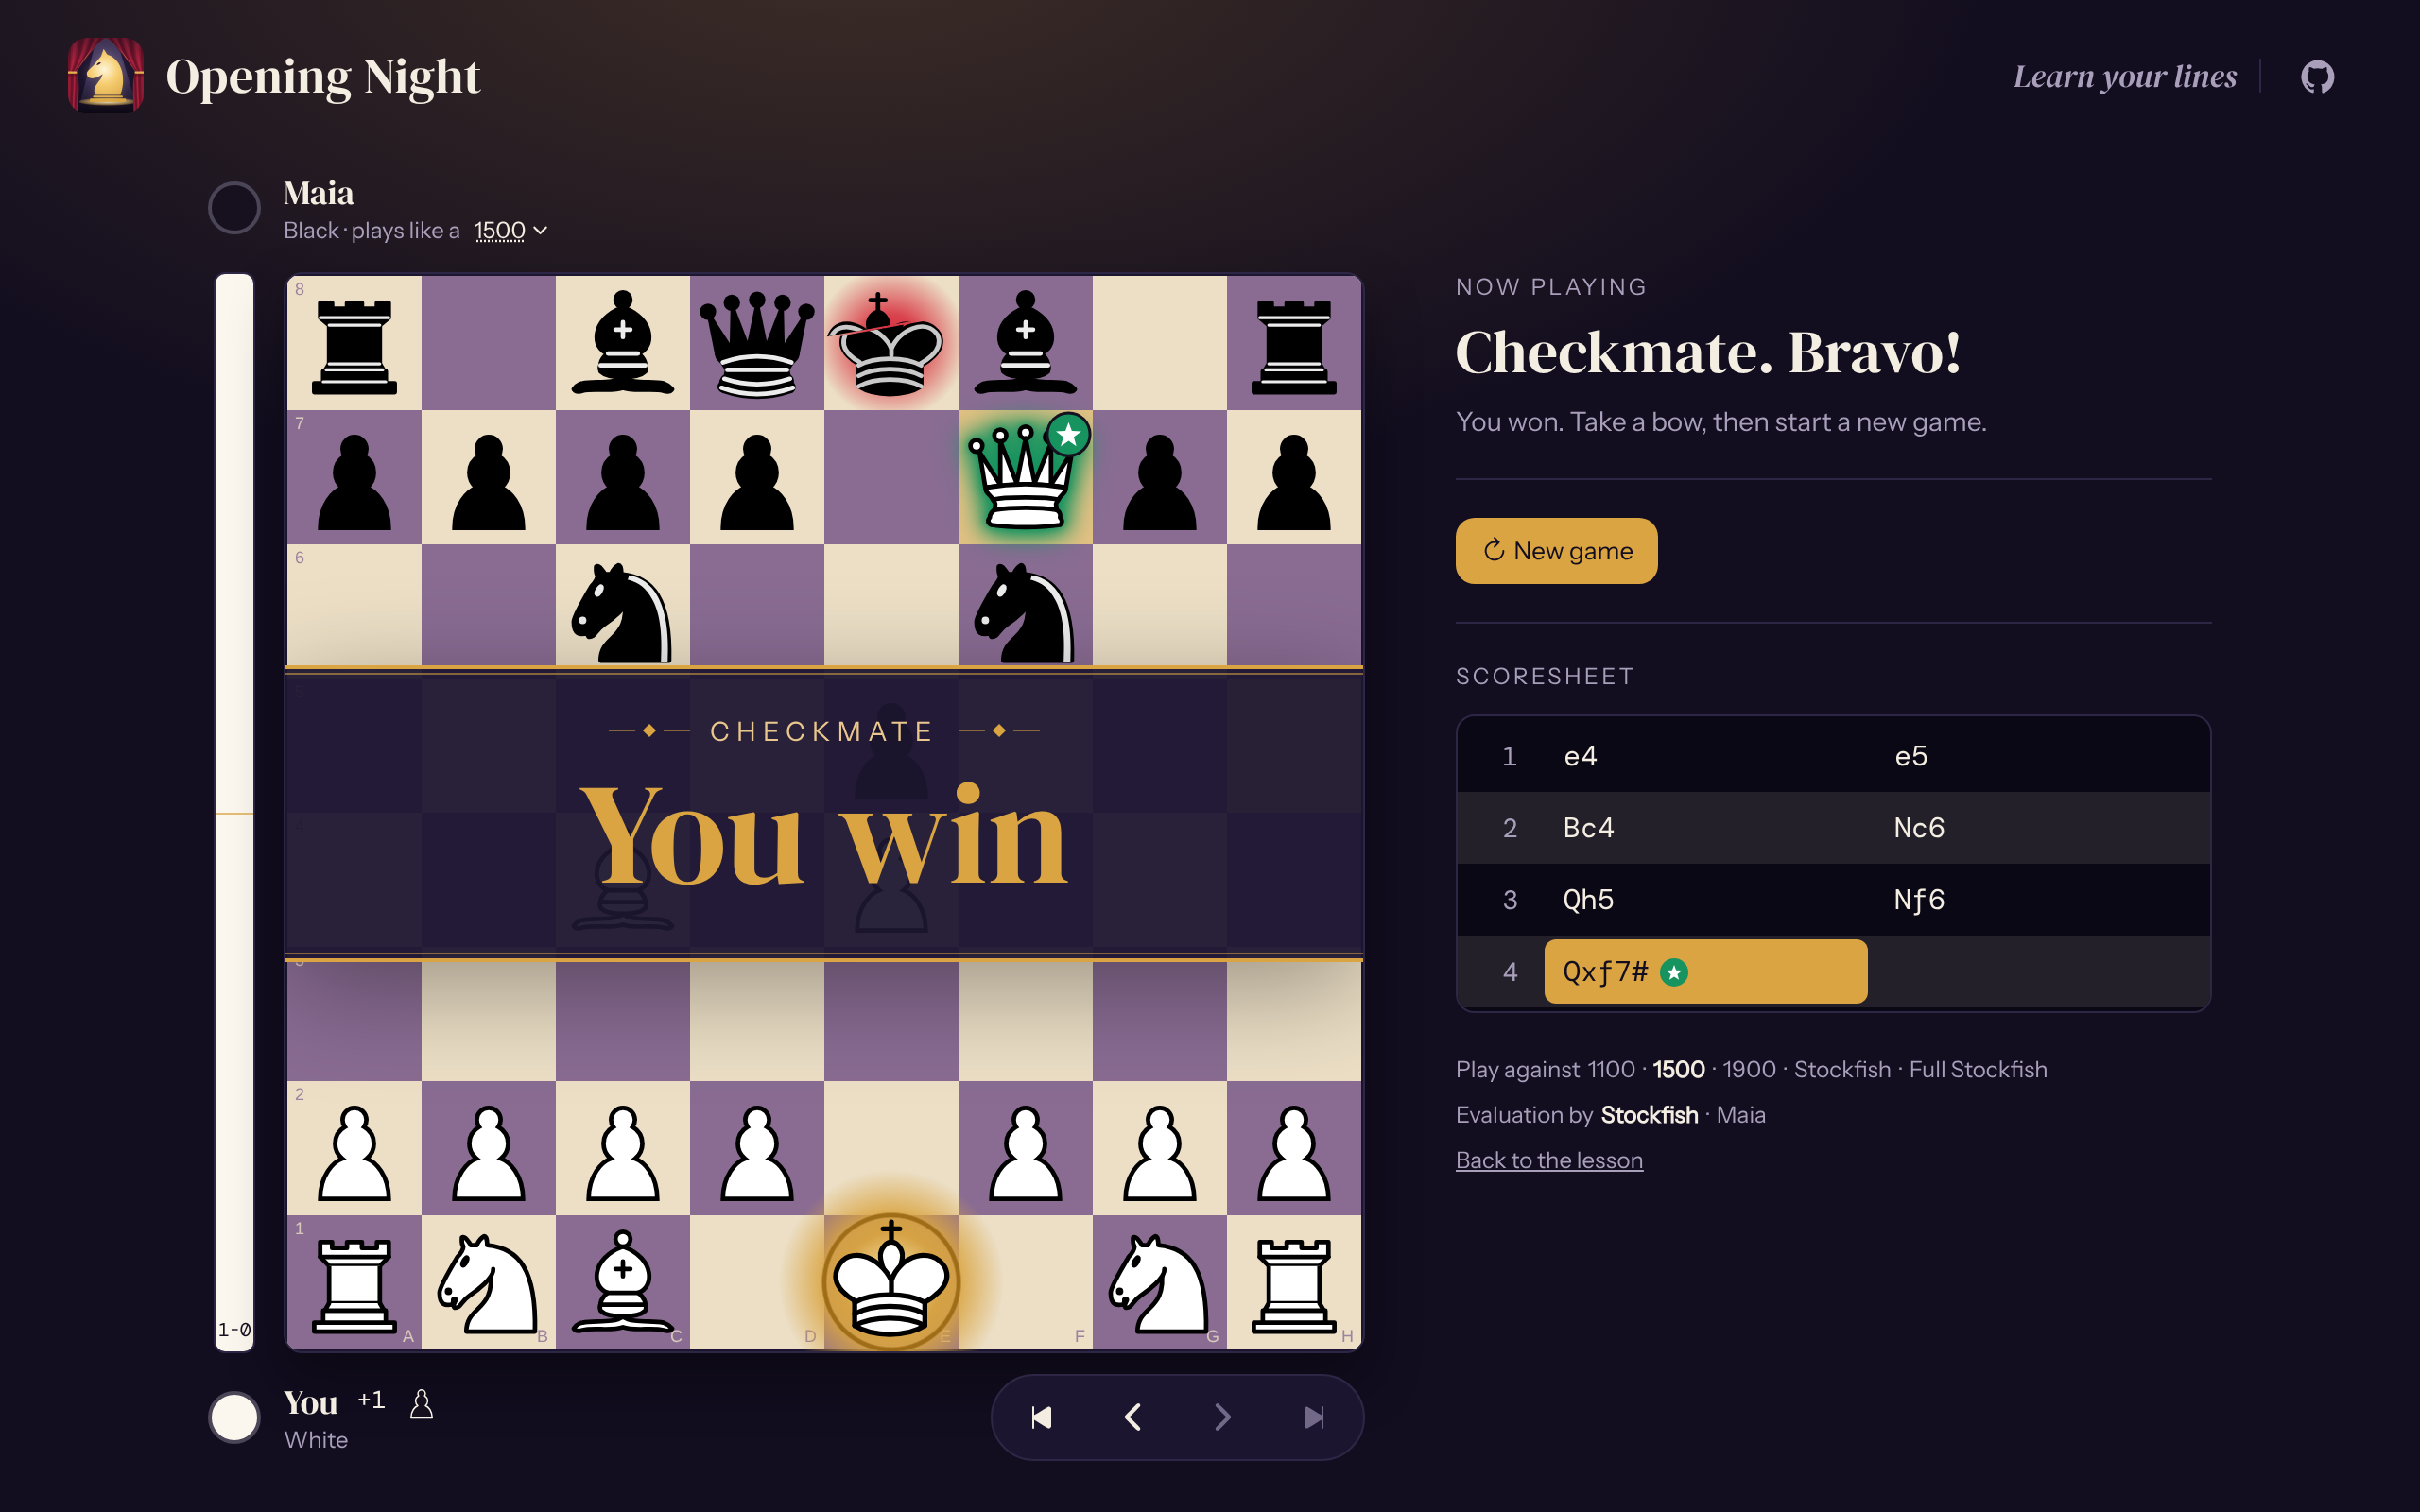 Opening Night
Learn your lines
Maia
Black · plays like a 1500
8
7
6
5
4
3
2
1
A B C D E F G H
CHECKMATE
You win
1-0
You +1
White
NOW PLAYING
Checkmate. Bravo!
You won. Take a bow, then start a new game.
New game
SCORESHEET
1 e4 e5
2 Bc4 Nc6
3 Qh5 Nf6
4 Qxf7#
Play against 1100 · 1500 · 1900 · Stockfish · Full Stockfish
Evaluation by Stockfish · Maia
Back to the lesson